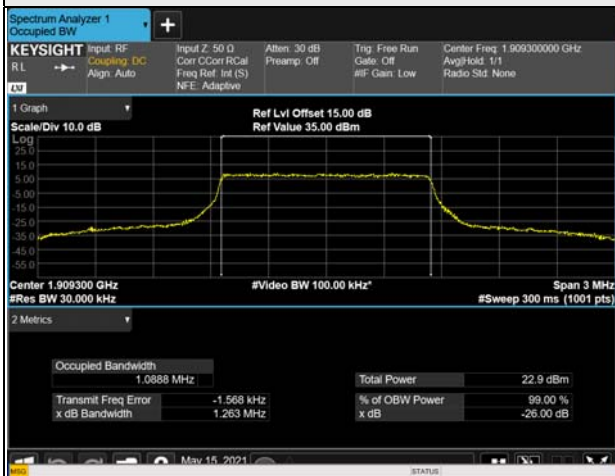 Spectrum Analyzer 1
Occupied BW
KEYSIGHT
R L
Input: RF
Coupling: DC
Align: Auto
Input Z: 50 Ω
Corr CCorr RCal
Freq Ref: Int (S)
NFE: Adaptive
Atten: 30 dB
Preamp: Off
Trig: Free Run
Gate: Off
#IF Gain: Low
Center Freq: 1.909300000 GHz
Avg|Hold: 1/1
Radio Std: None
LXI
1 Graph
Scale/Div 10.0 dB
Ref Lvl Offset 15.00 dB
Ref Value 35.00 dBm
Log
25.0
15.0
5.00
-5.00
-15.0
-25.0
-35.0
-45.0
-55.0
Center 1.909300 GHz
#Video BW 100.00 kHz*
Span 3 MHz
#Res BW 30.000 kHz
#Sweep 300 ms (1001 pts)
2 Metrics
Occupied Bandwidth
1.0888 MHz
Total Power 22.9 dBm
Transmit Freq Error -1.568 kHz
% of OBW Power 99.00 %
x dB Bandwidth 1.263 MHz
x dB -26.00 dB
May 15, 2021
MSG
STATUS